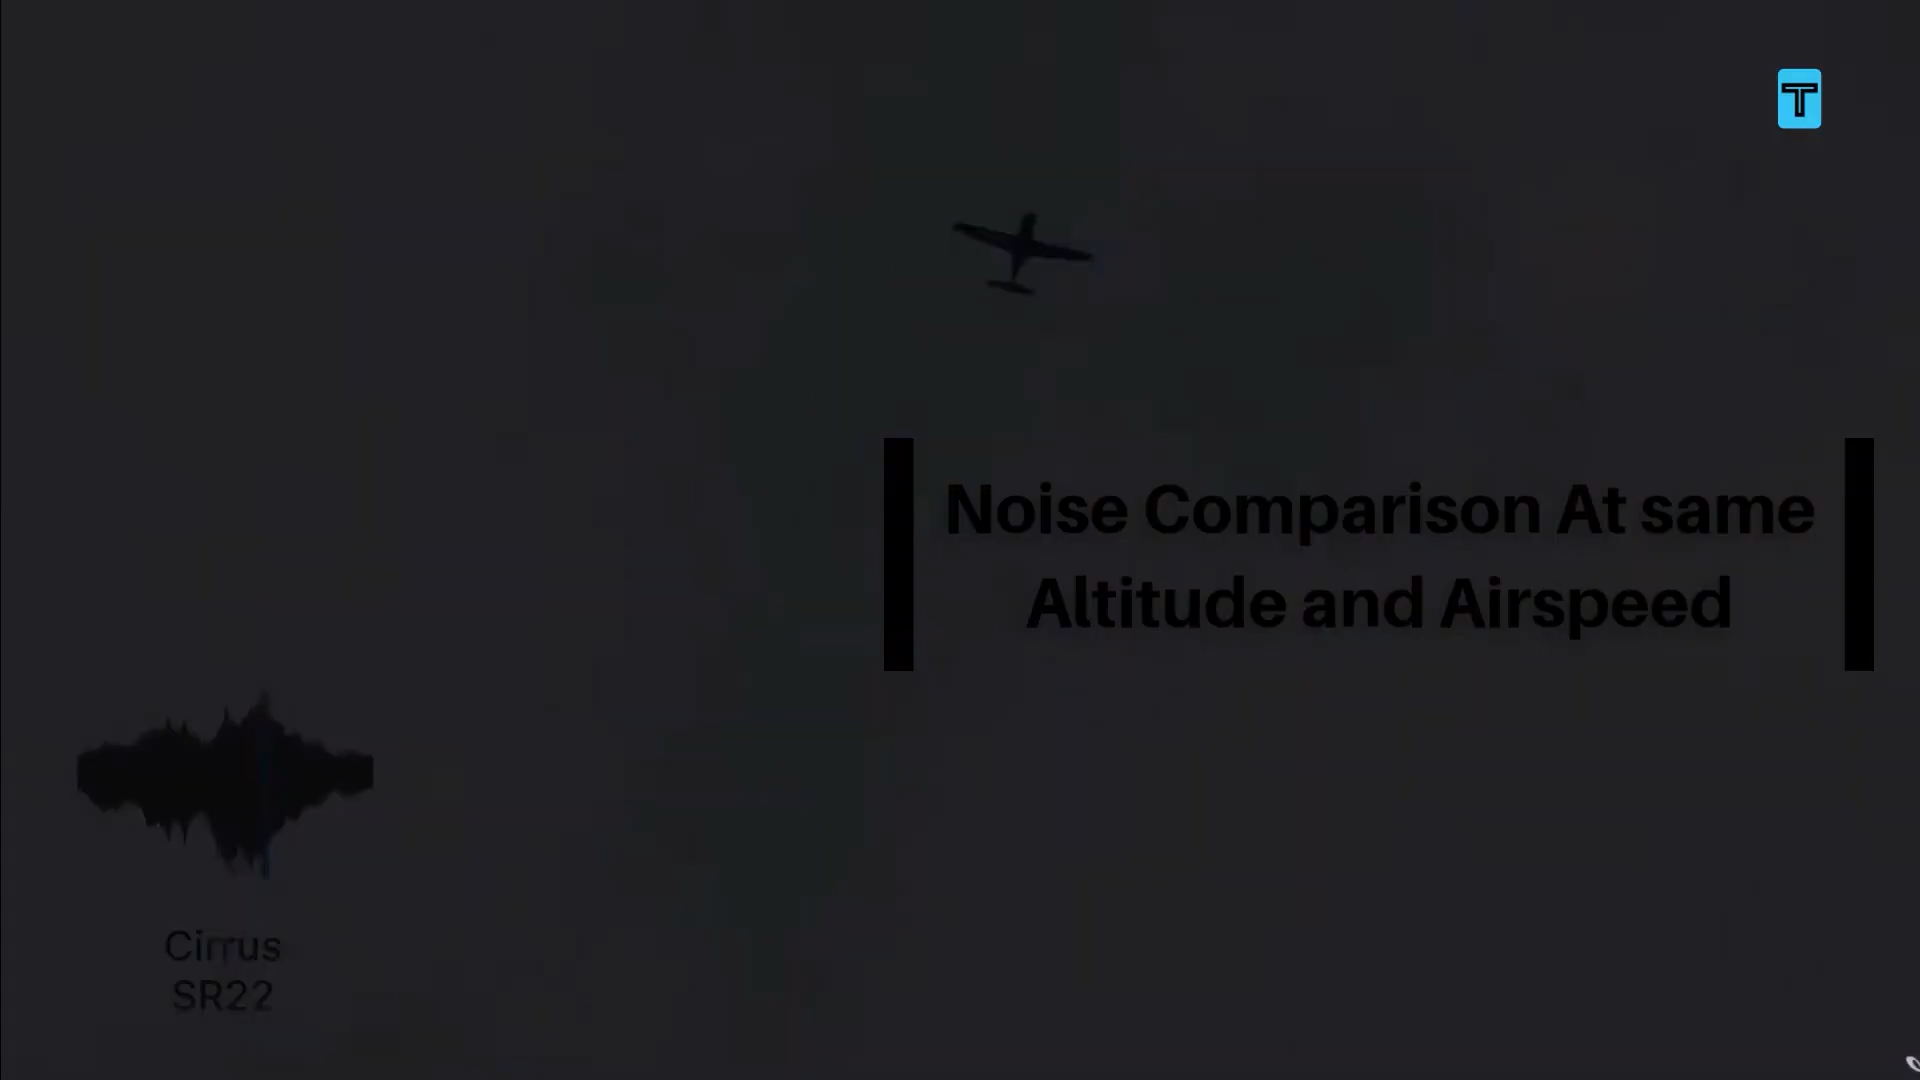 T
Noise Comparison At same
Altitude and Airspeed
Cirrus
SR22